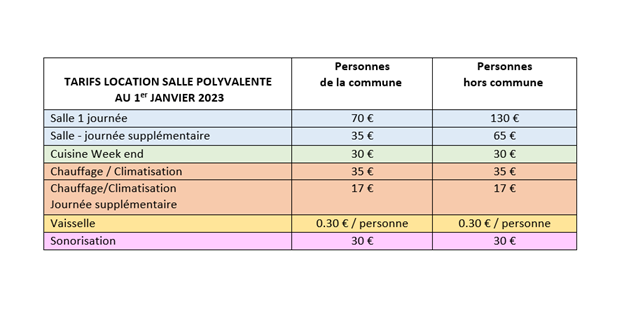 TARIFS LOCATION SALLE POLYVALENTE
AU 1er JANVIER 2023
Personnes
de la commune
Personnes
hors commune
Salle 1 journée 70 € 130 €
Salle - journée supplémentaire 35 € 65 €
Cuisine Week end 30 € 30 €
Chauffage / Climatisation 35 € 35 €
Chauffage/Climatisation 17 € 17 €
Journée supplémentaire
Vaisselle 0.30 € / personne 0.30 € / personne
Sonorisation 30 € 30 €